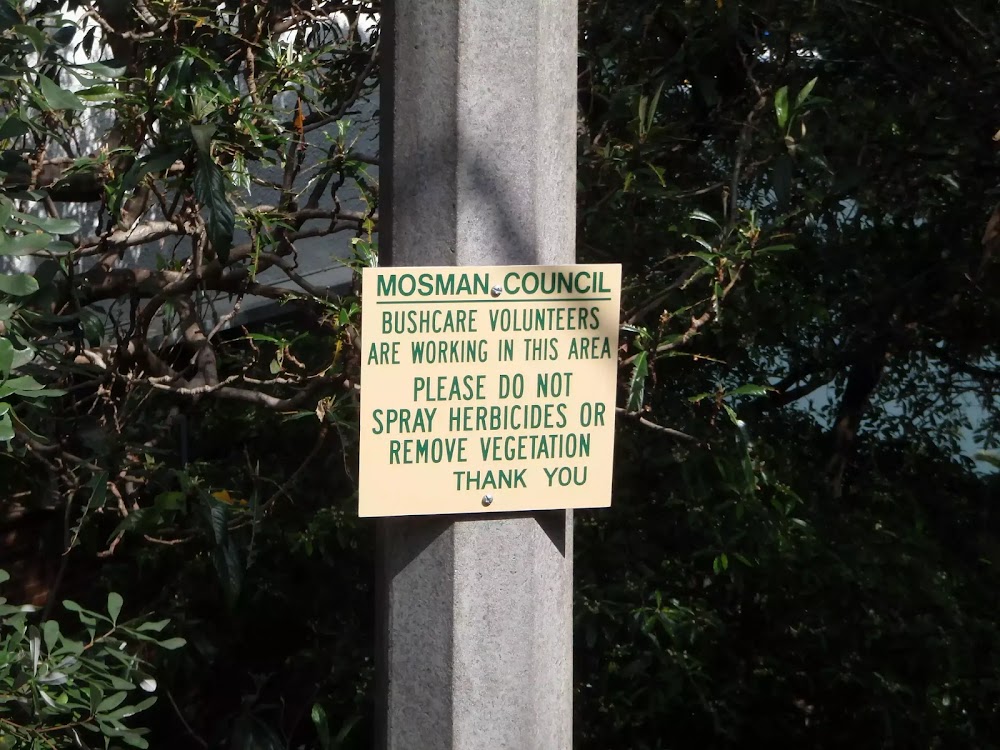 MOSMAN COUNCIL
BUSHCARE VOLUNTEERS
ARE WORKING IN THIS AREA
PLEASE DO NOT
SPRAY HERBICIDES OR
REMOVE VEGETATION
THANK YOU